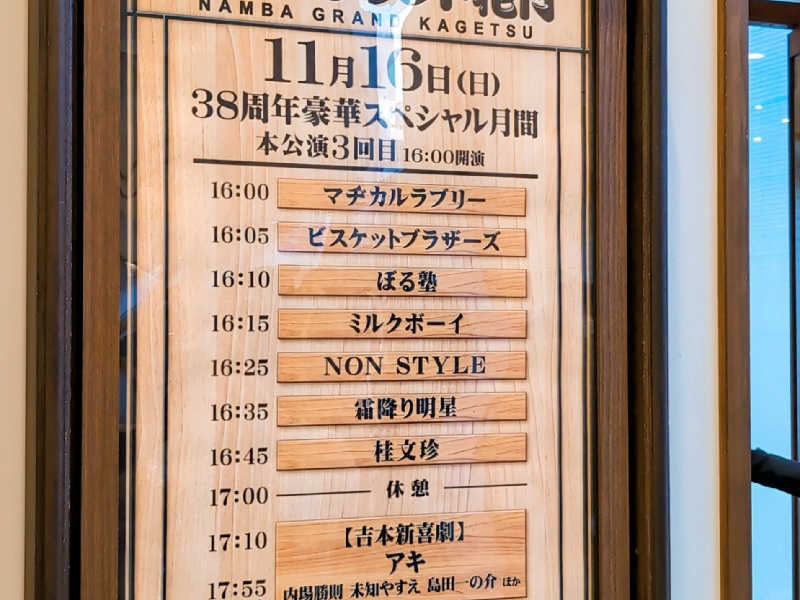 NAMBA GRAND KAGETSU
11月16日(日)
38周年豪華スペシャル月間
本公演3回目 16:00開演
16:00 マヂカルラブリー
16:05 ビスケットブラザーズ
16:10 ぼる塾
16:15 ミルクボーイ
16:25 NON STYLE
16:35 霜降り明星
16:45 桂文珍
17:00 休憩
17:10 【吉本新喜劇】
アキ
17:55 内場勝則 未知やすえ 島田一の介 ほか